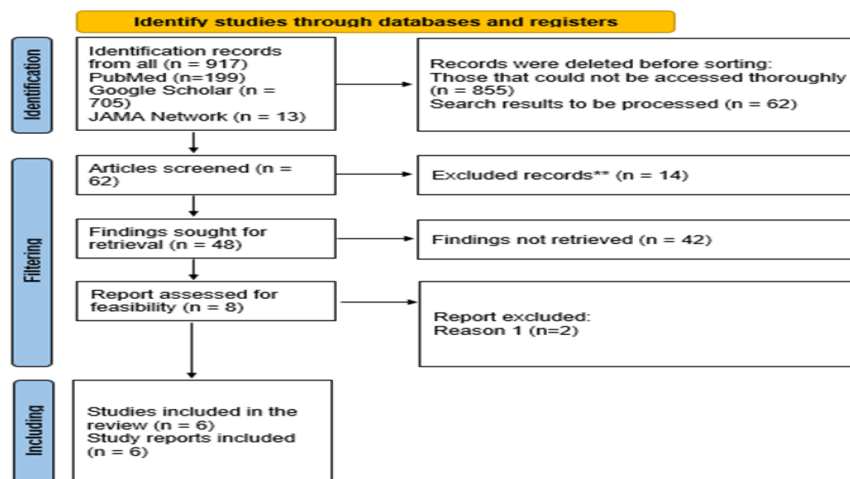 Identify studies through databases and registers
Identification
Identification records
from all (n = 917)
PubMed (n=199)
Google Scholar (n =
705)
JAMA Network (n = 13)
Records were deleted before sorting:
Those that could not be accessed thoroughly
(n = 855)
Search results to be processed (n = 62)
Filtering
Articles screened (n =
62)
Excluded records** (n = 14)
Findings sought for
retrieval (n = 48)
Findings not retrieved (n = 42)
Report assessed for
feasibility (n = 8)
Report excluded:
Reason 1 (n=2)
Including
Studies included in the
review (n = 6)
Study reports included
(n = 6)